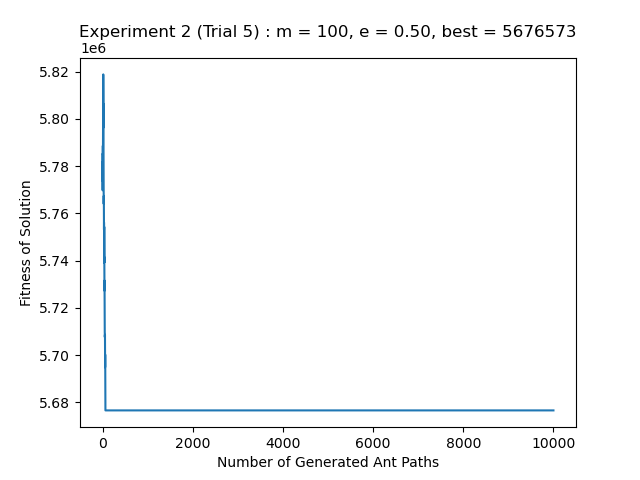 Experiment 2 (Trial 5) : m = 100, e = 0.50, best = 5676573
1e6
5.82
5.80
5.78
5.76
5.74
5.72
5.70
5.68
Fitness of Solution
0 2000 4000 6000 8000 10000
Number of Generated Ant Paths